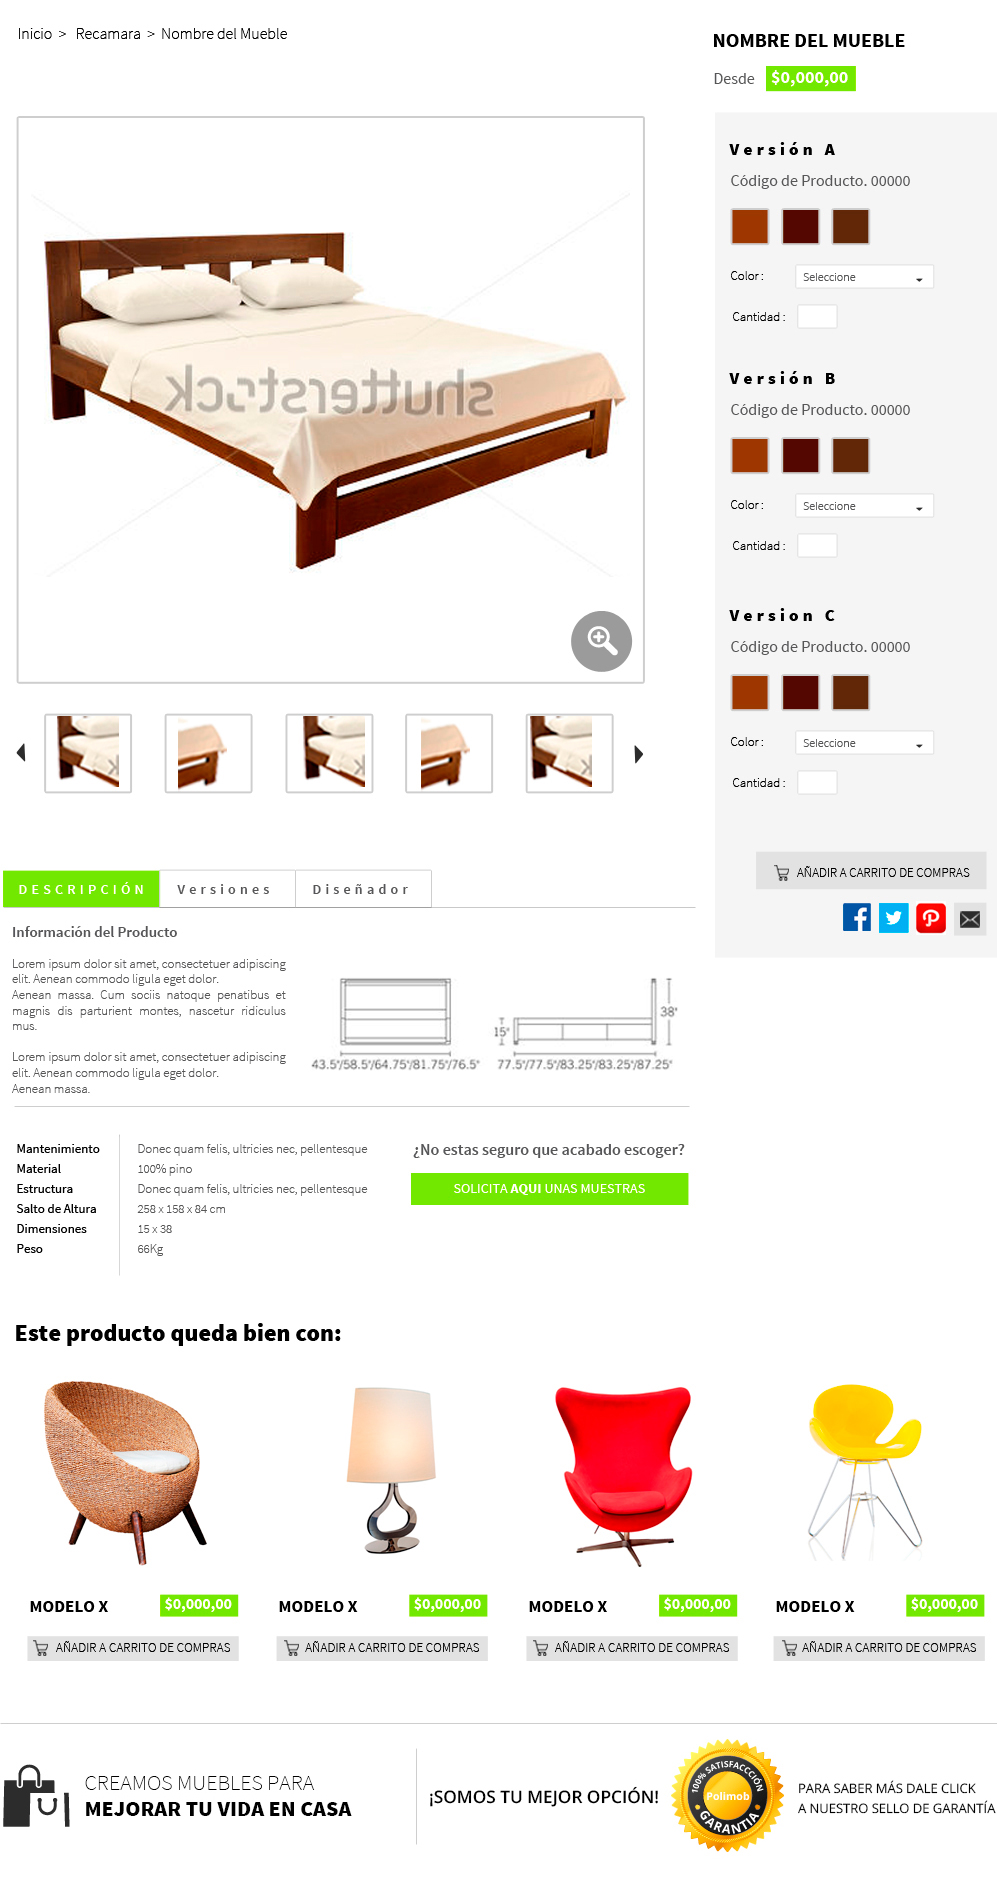 Inicio > Recamara > Nombre del Mueble
NOMBRE DEL MUEBLE
Desde $0,000,00
shutterstock
Versión A
Código de Producto. 00000
Color : Seleccione
Cantidad :
Versión B
Código de Producto. 00000
Color : Seleccione
Cantidad :
Version C
Código de Producto. 00000
Color : Seleccione
Cantidad :
AÑADIR A CARRITO DE COMPRAS
DESCRIPCIÓN Versiones Diseñador
Información del Producto
Lorem ipsum dolor sit amet, consectetuer adipiscing
elit. Aenean commodo ligula eget dolor.
Aenean massa. Cum sociis natoque penatibus et
magnis dis parturient montes, nascetur ridiculus
mus.
Lorem ipsum dolor sit amet, consectetuer adipiscing
elit. Aenean commodo ligula eget dolor.
Aenean massa.
43.5"/58.5"/64.75"/81.75"/76.5"
15"
38"
77.5"/77.5"/83.25"/83.25"/87.25"
Mantenimiento Donec quam felis, ultricies nec, pellentesque
Material 100% pino
Estructura Donec quam felis, ultricies nec, pellentesque
Salto de Altura 258 x 158 x 84 cm
Dimensiones 15 x 38
Peso 66Kg
¿No estas seguro que acabado escoger?
SOLICITA AQUI UNAS MUESTRAS
Este producto queda bien con:
MODELO X $0,000,00
AÑADIR A CARRITO DE COMPRAS
MODELO X $0,000,00
AÑADIR A CARRITO DE COMPRAS
MODELO X $0,000,00
AÑADIR A CARRITO DE COMPRAS
MODELO X $0,000,00
AÑADIR A CARRITO DE COMPRAS
CREAMOS MUEBLES PARA
MEJORAR TU VIDA EN CASA
¡SOMOS TU MEJOR OPCIÓN!
100% SATISFACCCIÓN
Polimob
GARANTIA
PARA SABER MÁS DALE CLICK
A NUESTRO SELLO DE GARANTÍA